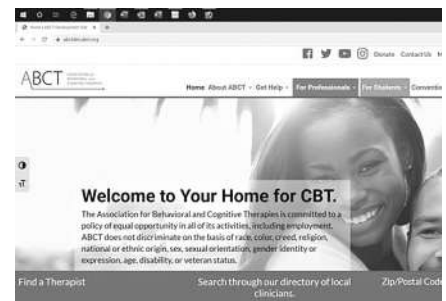 Donate Contact Us
ABCT
Home About ABCT Get Help For Professionals For Students Conventio
Welcome to Your Home for CBT.
The Association for Behavioral and Cognitive Therapies is committed to a
policy of equal opportunity in all of its activities, including employment.
ABCT does not discriminate on the basis of race, color, creed, religion,
national or ethnic origin, sex, sexual orientation, gender identity or
expression, age, disability, or veteran status.
Find a Therapist
Search through our directory of local
clinicians.
Zip/Postal Code